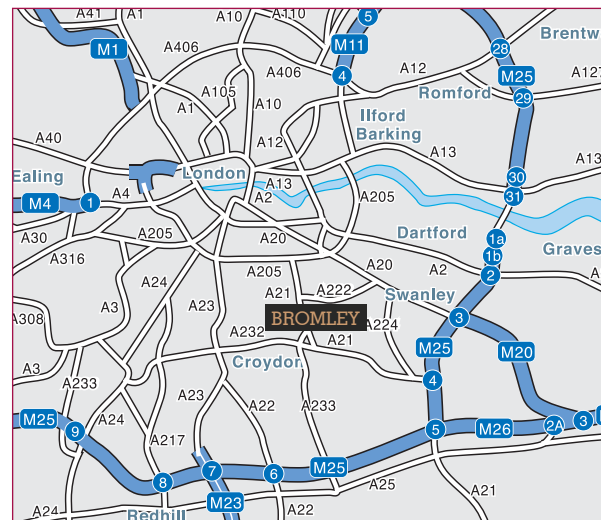 A41
A1
A10
A110
5
M1
A406
M11
28
Brentw
4
A406
A12
M25
A127
A105
A10
Romford
29
A1
Ilford
A12
Barking
A40
A13
Ealing
London
30
A13
A4
A2
A205
31
M4
1
A30
A205
A20
Dartford
1a
Graves
A316
1b
A24
A205
A20
A2
2
A21
A222
Swanley
A3
A23
A308
BROMLEY
A224
3
A232
A21
M25
M20
A3
Croydon
A233
4
A23
A22
A233
M25
A24
9
A217
5
M26
2A
3
7
6
M25
8
A25
M23
A21
A24
A22
Redhill